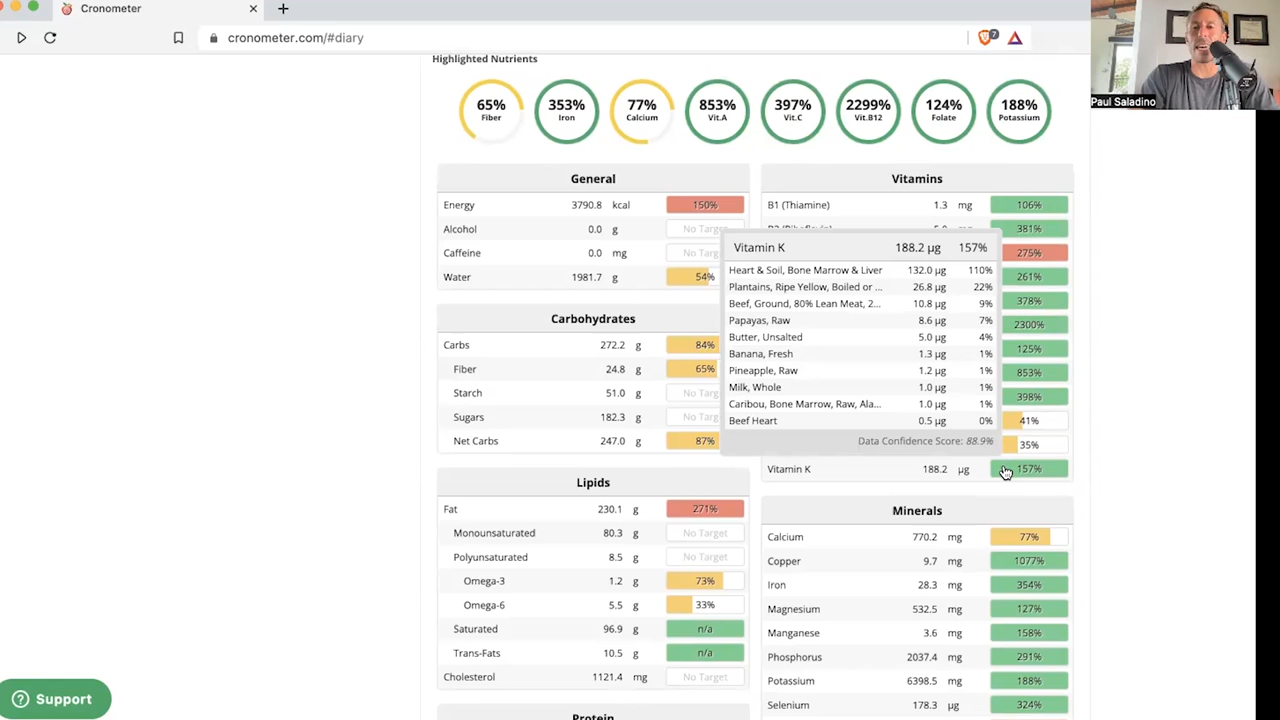 Cronometer
cronometer.com/#diary
7
Paul Saladino
Highlighted Nutrients
65% Fiber
353% Iron
77% Calcium
853% Vit.A
397% Vit.C
2299% Vit.B12
124% Folate
188% Potassium
General
Energy 3790.8 kcal 150%
Alcohol 0.0 g No Target
Caffeine 0.0 mg No Targ
Water 1981.7 g 54%
Carbohydrates
Carbs 272.2 g 84%
Fiber 24.8 g 65%
Starch 51.0 g No Targ
Sugars 182.3 g No Targ
Net Carbs 247.0 g 87%
Lipids
Fat 230.1 g 271%
Monounsaturated 80.3 g No Target
Polyunsaturated 8.5 g No Target
Omega-3 1.2 g 73%
Omega-6 5.5 g 33%
Saturated 96.9 g n/a
Trans-Fats 10.5 g n/a
Cholesterol 1121.4 mg No Target
Protein
Vitamins
B1 (Thiamine) 1.3 mg 106%
381%
275%
261%
378%
2300%
125%
853%
398%
41%
35%
Vitamin K 188.2 µg 157%
Vitamin K 188.2 µg 157%
Heart & Soil, Bone Marrow & Liver 132.0 µg 110%
Plantains, Ripe Yellow, Boiled or ... 26.8 µg 22%
Beef, Ground, 80% Lean Meat, 2... 10.8 µg 9%
Papayas, Raw 8.6 µg 7%
Butter, Unsalted 5.0 µg 4%
Banana, Fresh 1.3 µg 1%
Pineapple, Raw 1.2 µg 1%
Milk, Whole 1.0 µg 1%
Caribou, Bone Marrow, Raw, Ala... 1.0 µg 1%
Beef Heart 0.5 µg 0%
Data Confidence Score: 88.9%
Minerals
Calcium 770.2 mg 77%
Copper 9.7 mg 1077%
Iron 28.3 mg 354%
Magnesium 532.5 mg 127%
Manganese 3.6 mg 158%
Phosphorus 2037.4 mg 291%
Potassium 6398.5 mg 188%
Selenium 178.3 µg 324%
Support